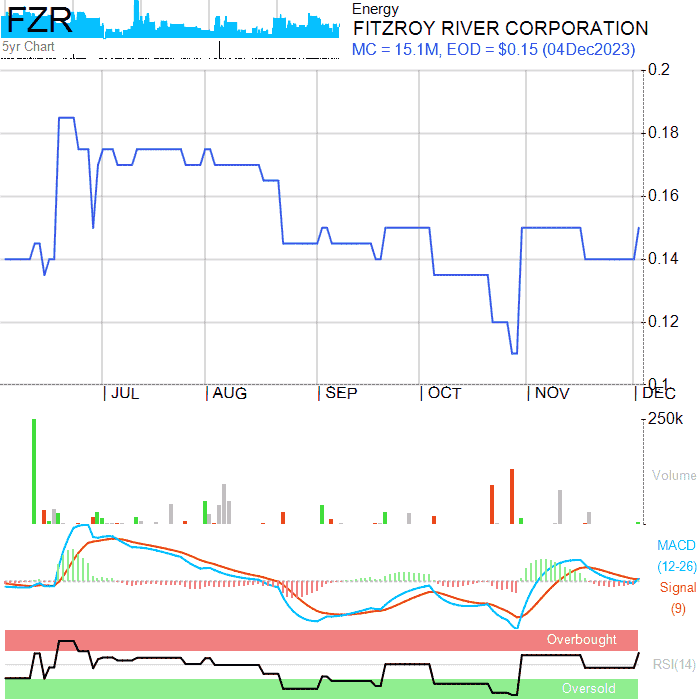 FZR
5yr Chart
Energy
FITZROY RIVER CORPORATION
MC = 15.1M, EOD = $0.15 (04Dec2023)
0.2
0.18
0.16
0.14
0.12
0.1
JUL
AUG
SEP
OCT
NOV
DEC
250k
Volume
MACD
(12-26)
Signal
(9)
Overbought
RSI(14)
Oversold